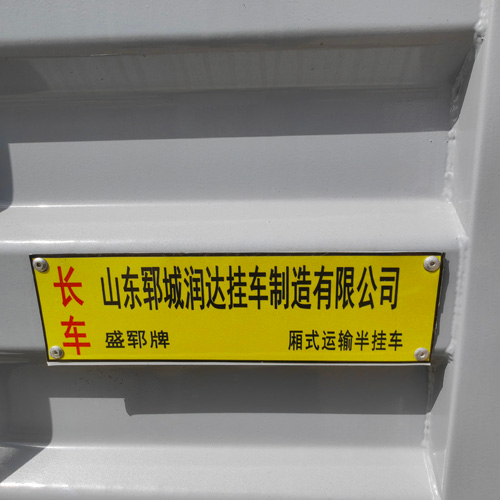 长车
山东郓城润达挂车制造有限公司
盛郓牌 厢式运输半挂车